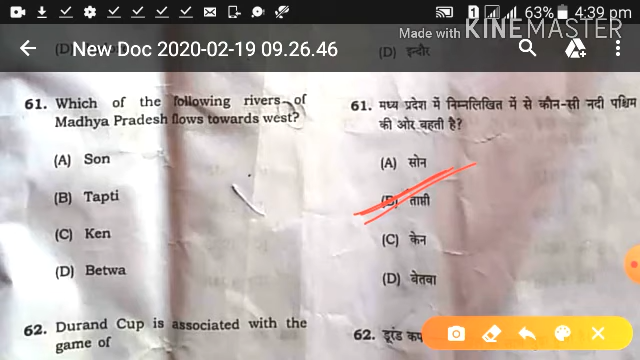 63% 4:39 pm
Made with KINEMASTER
New Doc 2020-02-19 09.26.46
(D) इन्दौर
61. Which of the following rivers of
Madhya Pradesh flows towards west?
(A) Son
(B) Tapti
(C) Ken
(D) Betwa
62. Durand Cup is associated with the
game of
61. मध्य प्रदेश में निम्नलिखित में से कौन-सी नदी पश्चिम
की ओर बहती है?
(A) सोन
(B) ताप्ती
(C) केन
(D) बेतवा
62. डूरंड कप